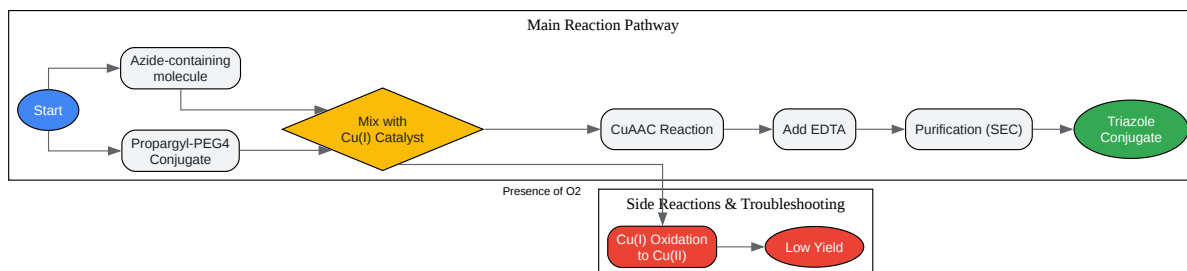 Main Reaction Pathway
Azide-containing
molecule
Start
Propargyl-PEG4
Conjugate
Mix with
Cu(I) Catalyst
CuAAC Reaction
Add EDTA
Purification (SEC)
Triazole
Conjugate
Presence of O2
Side Reactions & Troubleshooting
Cu(I) Oxidation
to Cu(II)
Low Yield